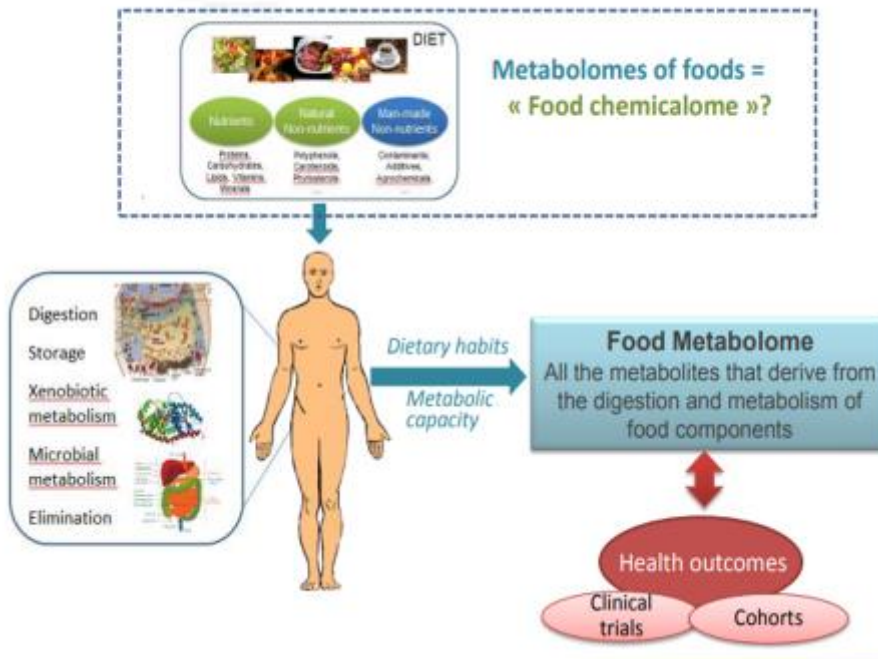 DIET
Metabolomes of foods =
« Food chemicalome »?
Nutrients
Natural
Non-nutrients
Man-made
Non-nutrients
Proteins,
Carbohydrates,
Lipids, Vitamins,
Minerals
Polyphenols,
Carotenoids,
Phytosterols,
....
Contaminants,
Additives,
Agrochemicals,
....
Digestion
Storage
Xenobiotic
metabolism
Microbial
metabolism
Elimination
Dietary habits
Metabolic
capacity
Food Metabolome
All the metabolites that derive from
the digestion and metabolism of
food components
Health outcomes
Clinical
trials
Cohorts